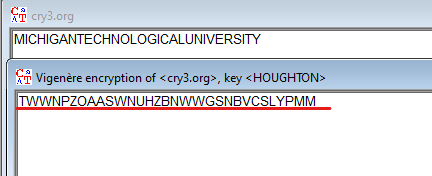 cry3.org
MICHIGANTECHNOLOGICALUNIVERSITY
Vigenère encryption of <cry3.org>, key <HOUGHTON>
TWWNPZOAASWNUHZBNWWGSNBVCSLYPMM